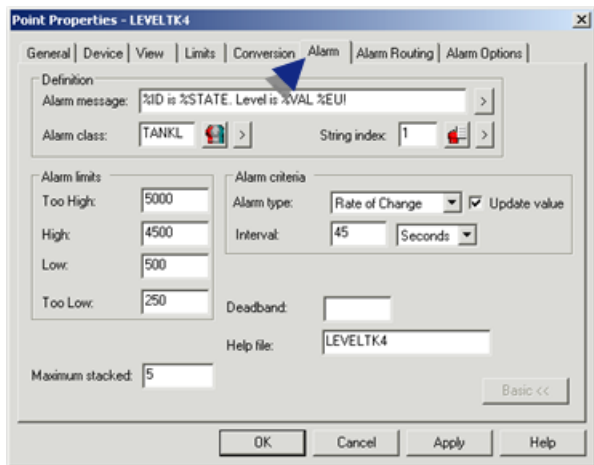 Point Properties - LEVELTK4
General Device View Limits Conversion Alarm Alarm Routing Alarm Options
Definition
Alarm message: %ID is %STATE. Level is %VAL %EU!
Alarm class: TANKL String index: 1
Alarm limits
Too High: 5000
High: 4500
Low: 500
Too Low: 250
Alarm criteria
Alarm type: Rate of Change Update value
Interval: 45 Seconds
Deadband:
Help file: LEVELTK4
Maximum stacked: 5
Basic <<
OK Cancel Apply Help